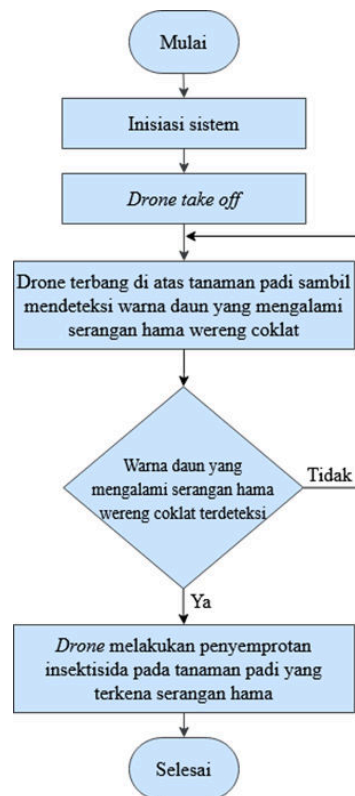 Mulai
Inisiasi sistem
Drone take off
Drone terbang di atas tanaman padi sambil
mendeteksi warna daun yang mengalami
serangan hama wereng coklat
Warna daun yang
mengalami serangan hama
wereng coklat terdeteksi
Tidak
Ya
Drone melakukan penyemprotan
insektisida pada tanaman padi yang
terkena serangan hama
Selesai